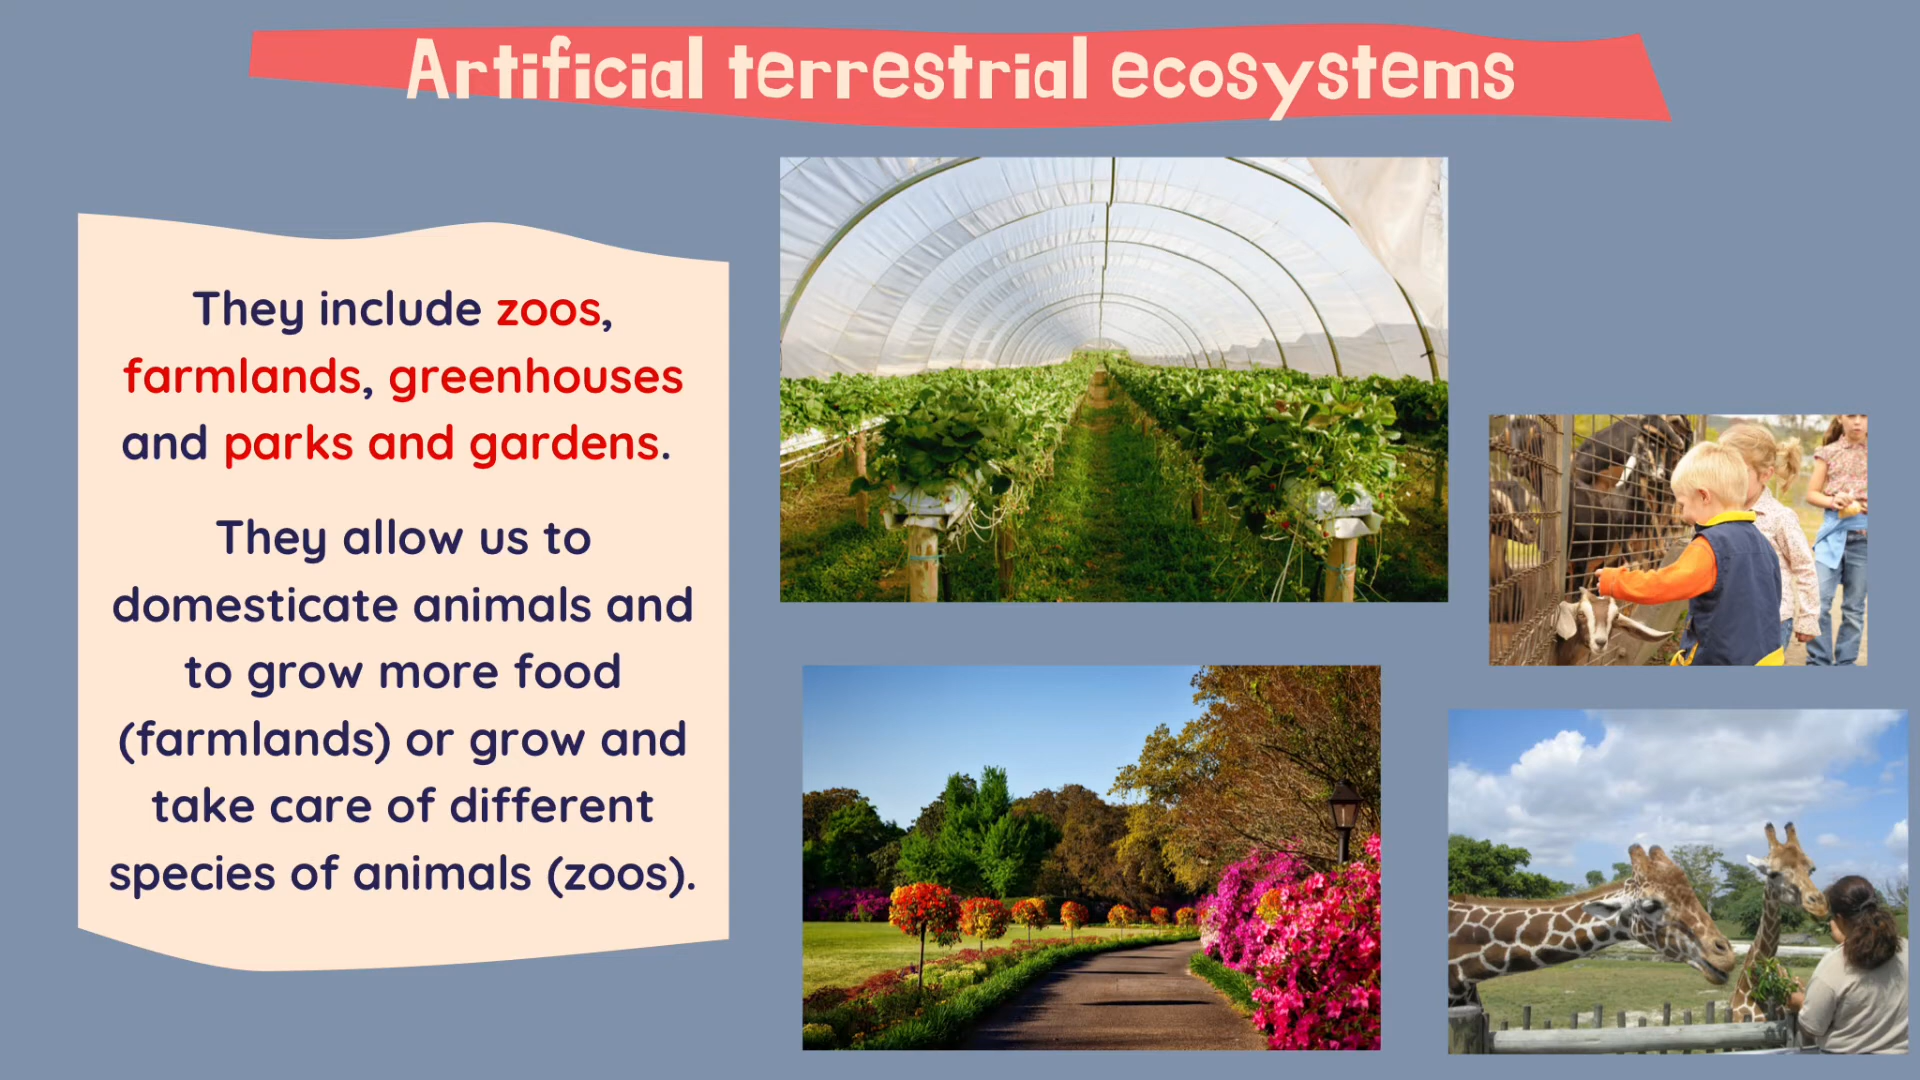 Artificial terrestrial ecosystems
They include zoos,
farmlands, greenhouses
and parks and gardens.
They allow us to
domesticate animals and
to grow more food
(farmlands) or grow and
take care of different
species of animals (zoos).